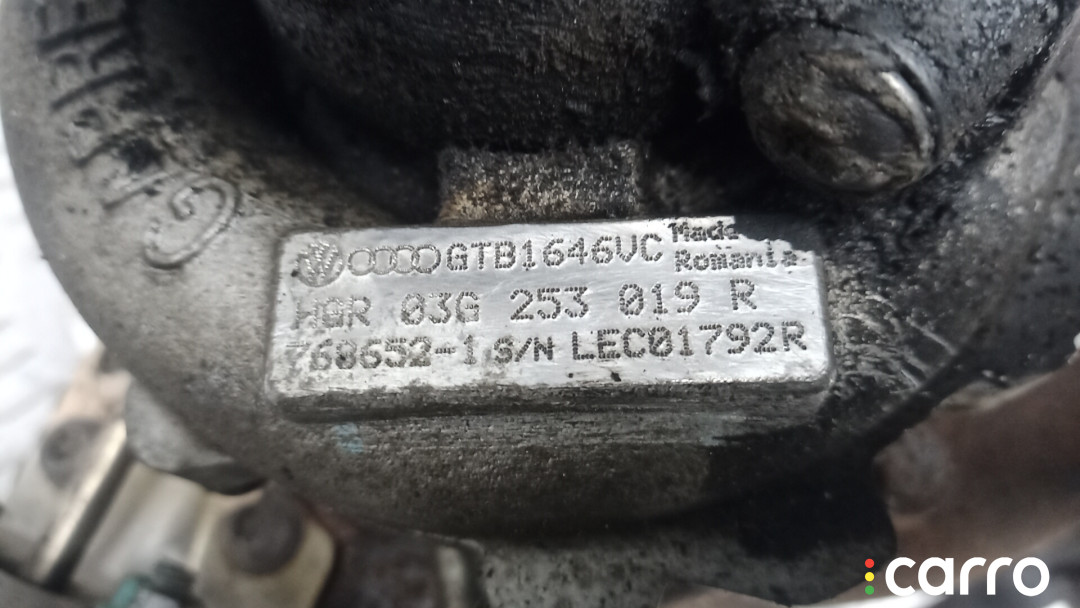 GTB1646VC Made
Romania
HGR 03G 253 019 R
768652-1 S/N LEC01792R
carro